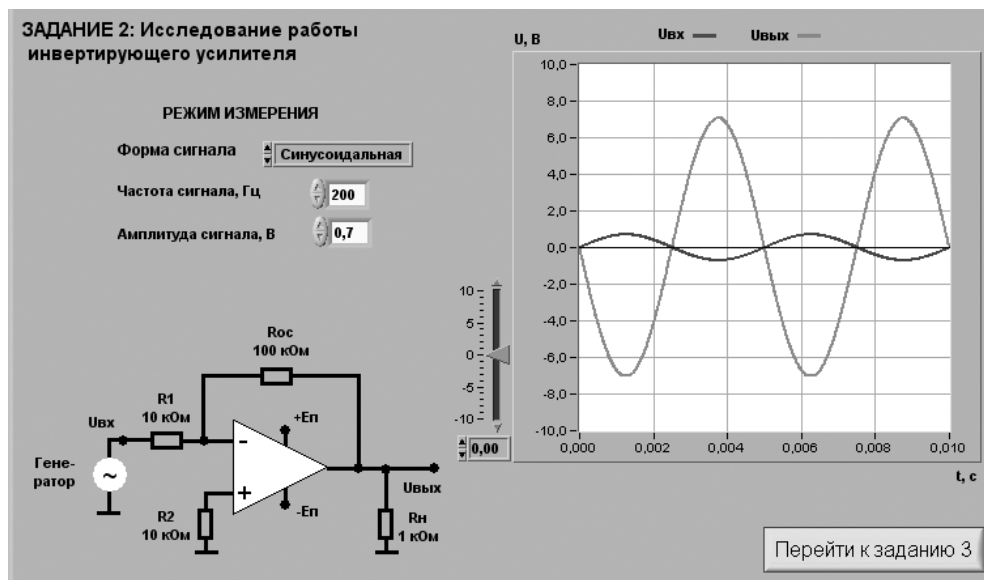 ЗАДАНИЕ 2: Исследование работы
инвертирующего усилителя
РЕЖИМ ИЗМЕРЕНИЯ
Форма сигнала
Синусоидальная
Частота сигнала, Гц
200
Амплитуда сигнала, В
0,7
U, В
Uвх
Uвых
10,0
8,0
6,0
4,0
2,0
0,0
-2,0
-4,0
-6,0
-8,0
-10,0
0,000 0,002 0,004 0,006 0,008 0,010
t, с
10
5
0
-5
-10
0,00
Roc
100 кОм
R1
10 кОм
Uвх
+Еп
-
+
-Еп
Гене-
ратор
~
R2
10 кОм
Uвых
Rн
1 кОм
Перейти к заданию 3